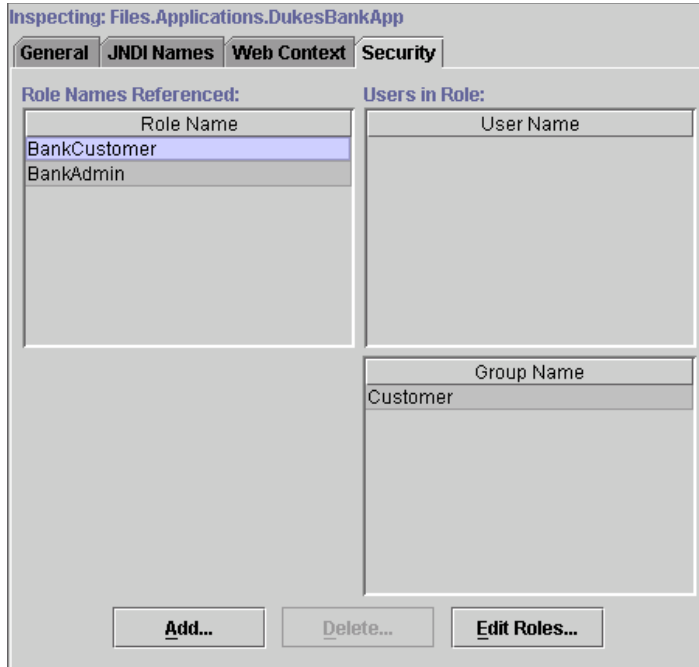 Inspecting: Files.Applications.DukesBankApp
General JNDI Names Web Context Security
Role Names Referenced: Users in Role:
Role Name User Name
BankCustomer
BankAdmin
Group Name
Customer
Add... Delete... Edit Roles...